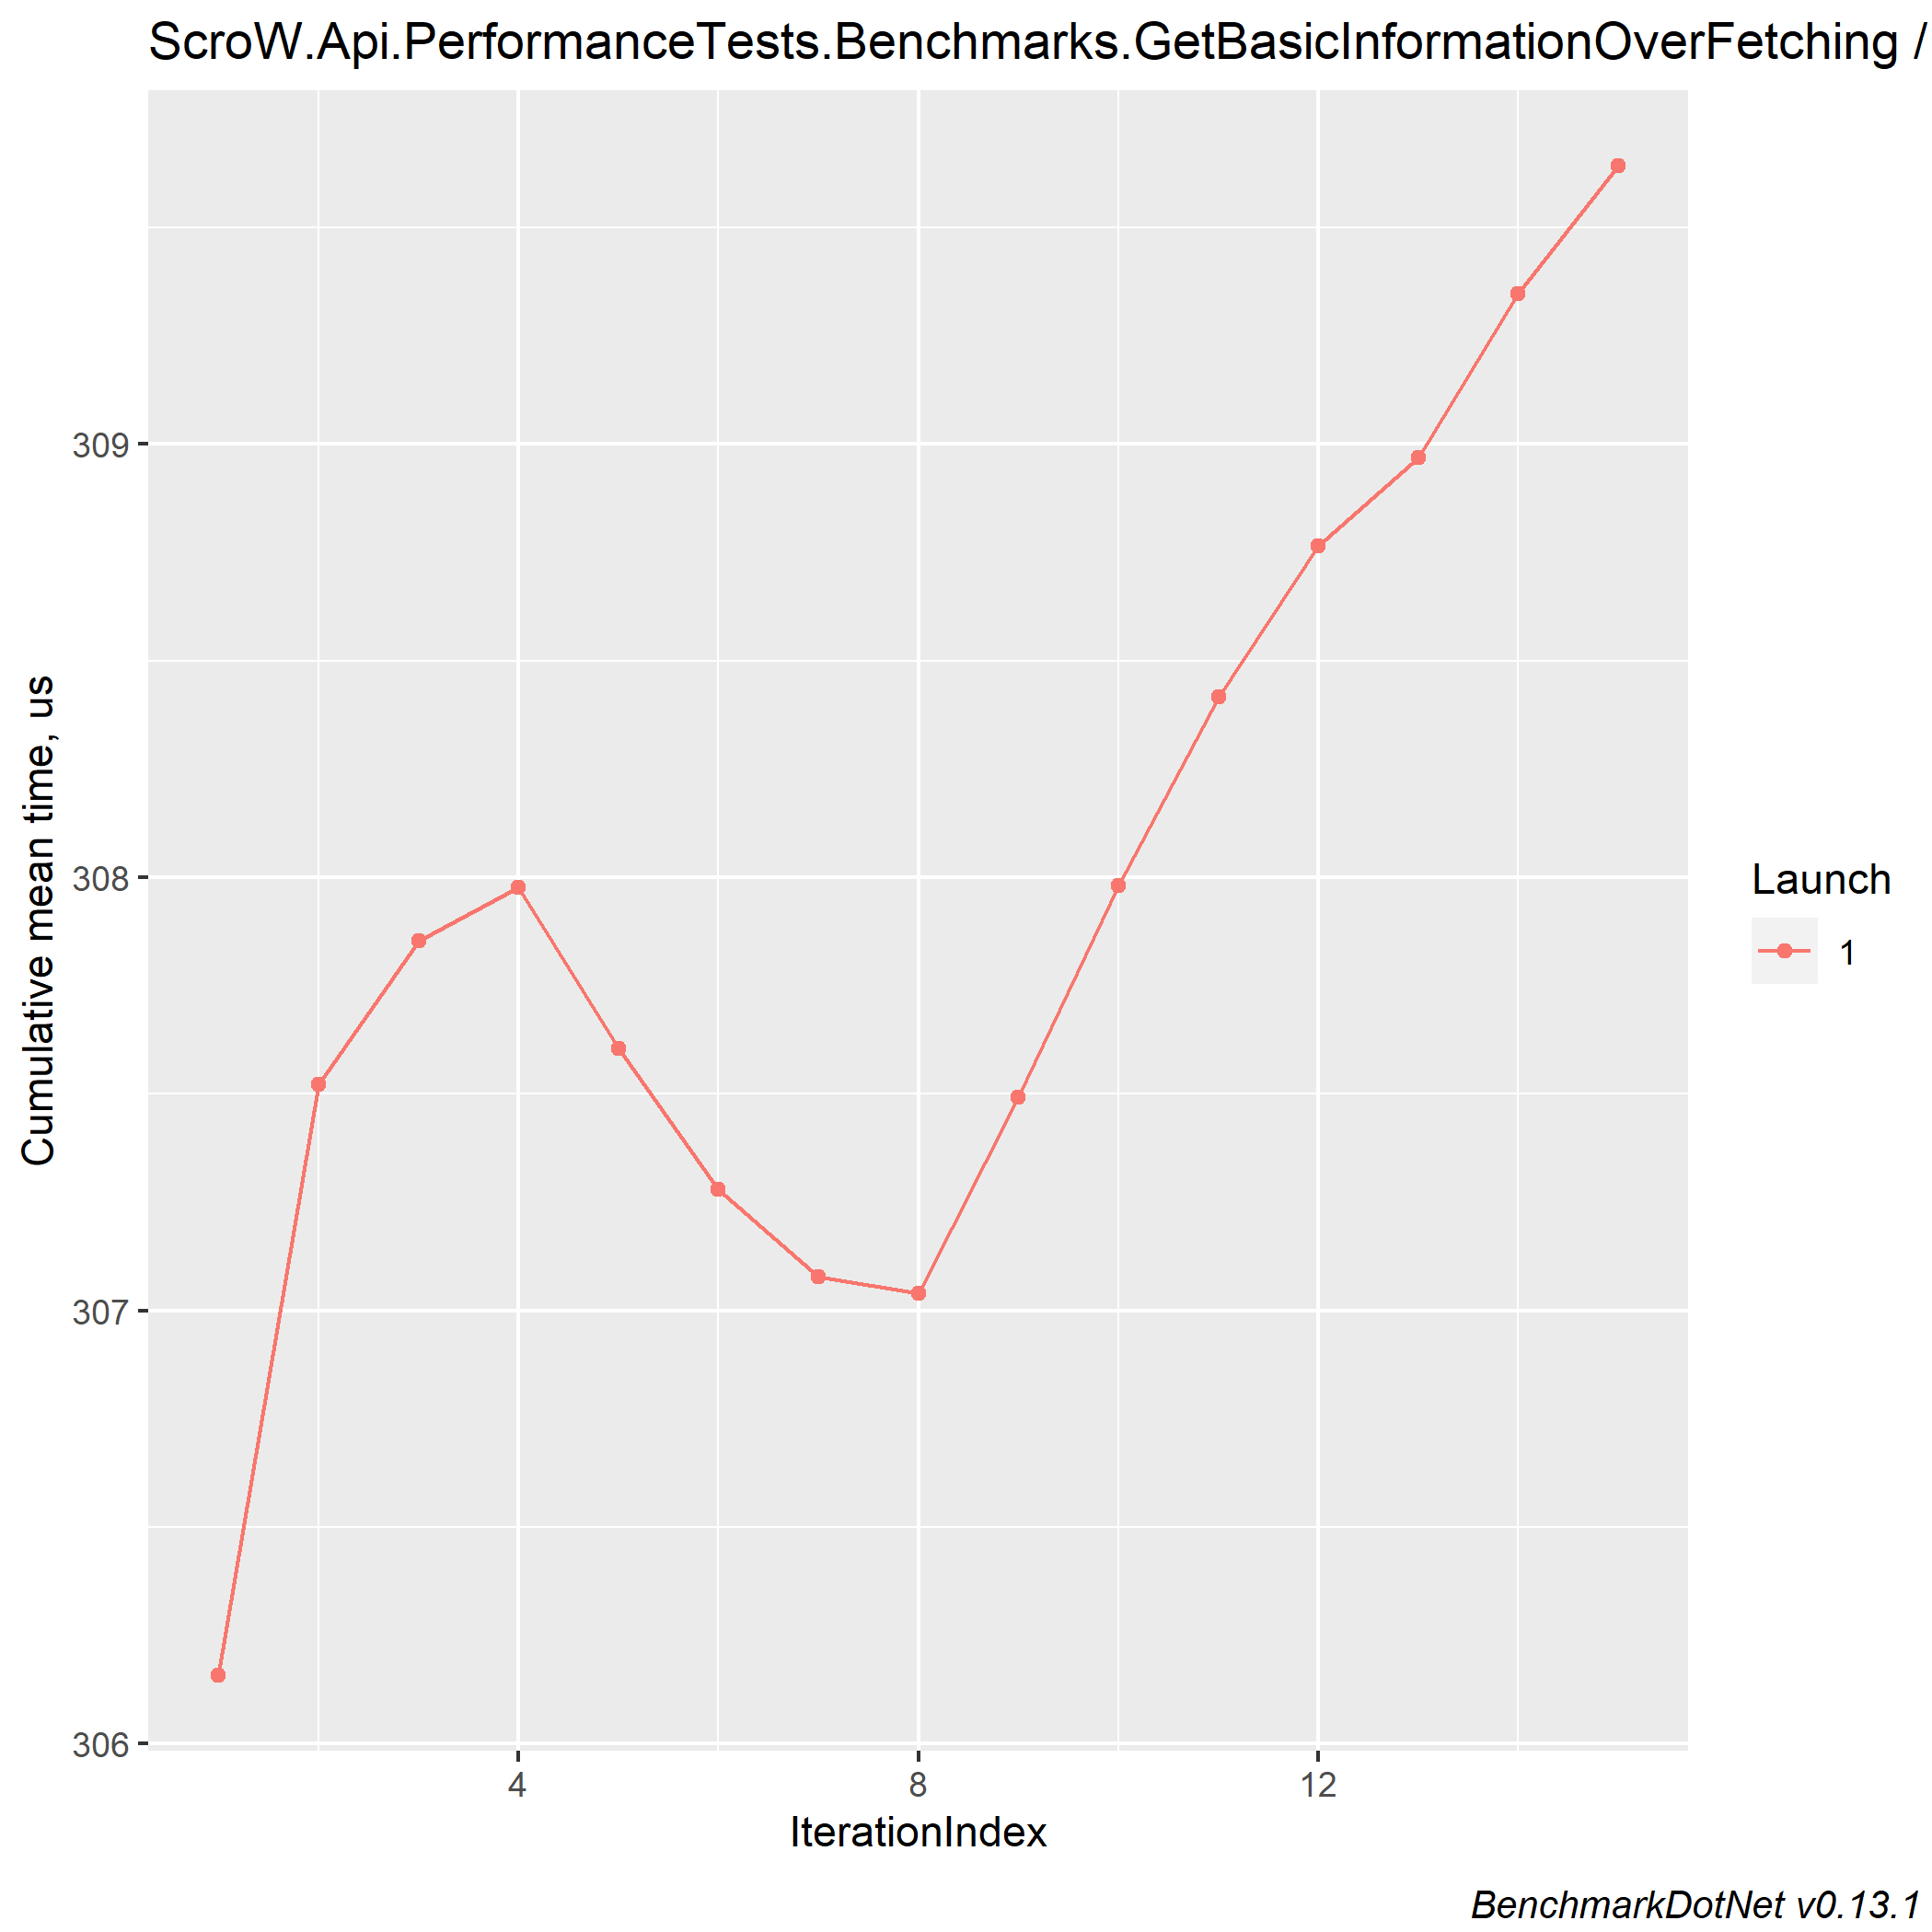 ScroW.Api.PerformanceTests.Benchmarks.GetBasicInformationOverFetching /
309
308
307
306
Cumulative mean time, us
4
8
12
IterationIndex
Launch
1
BenchmarkDotNet v0.13.1